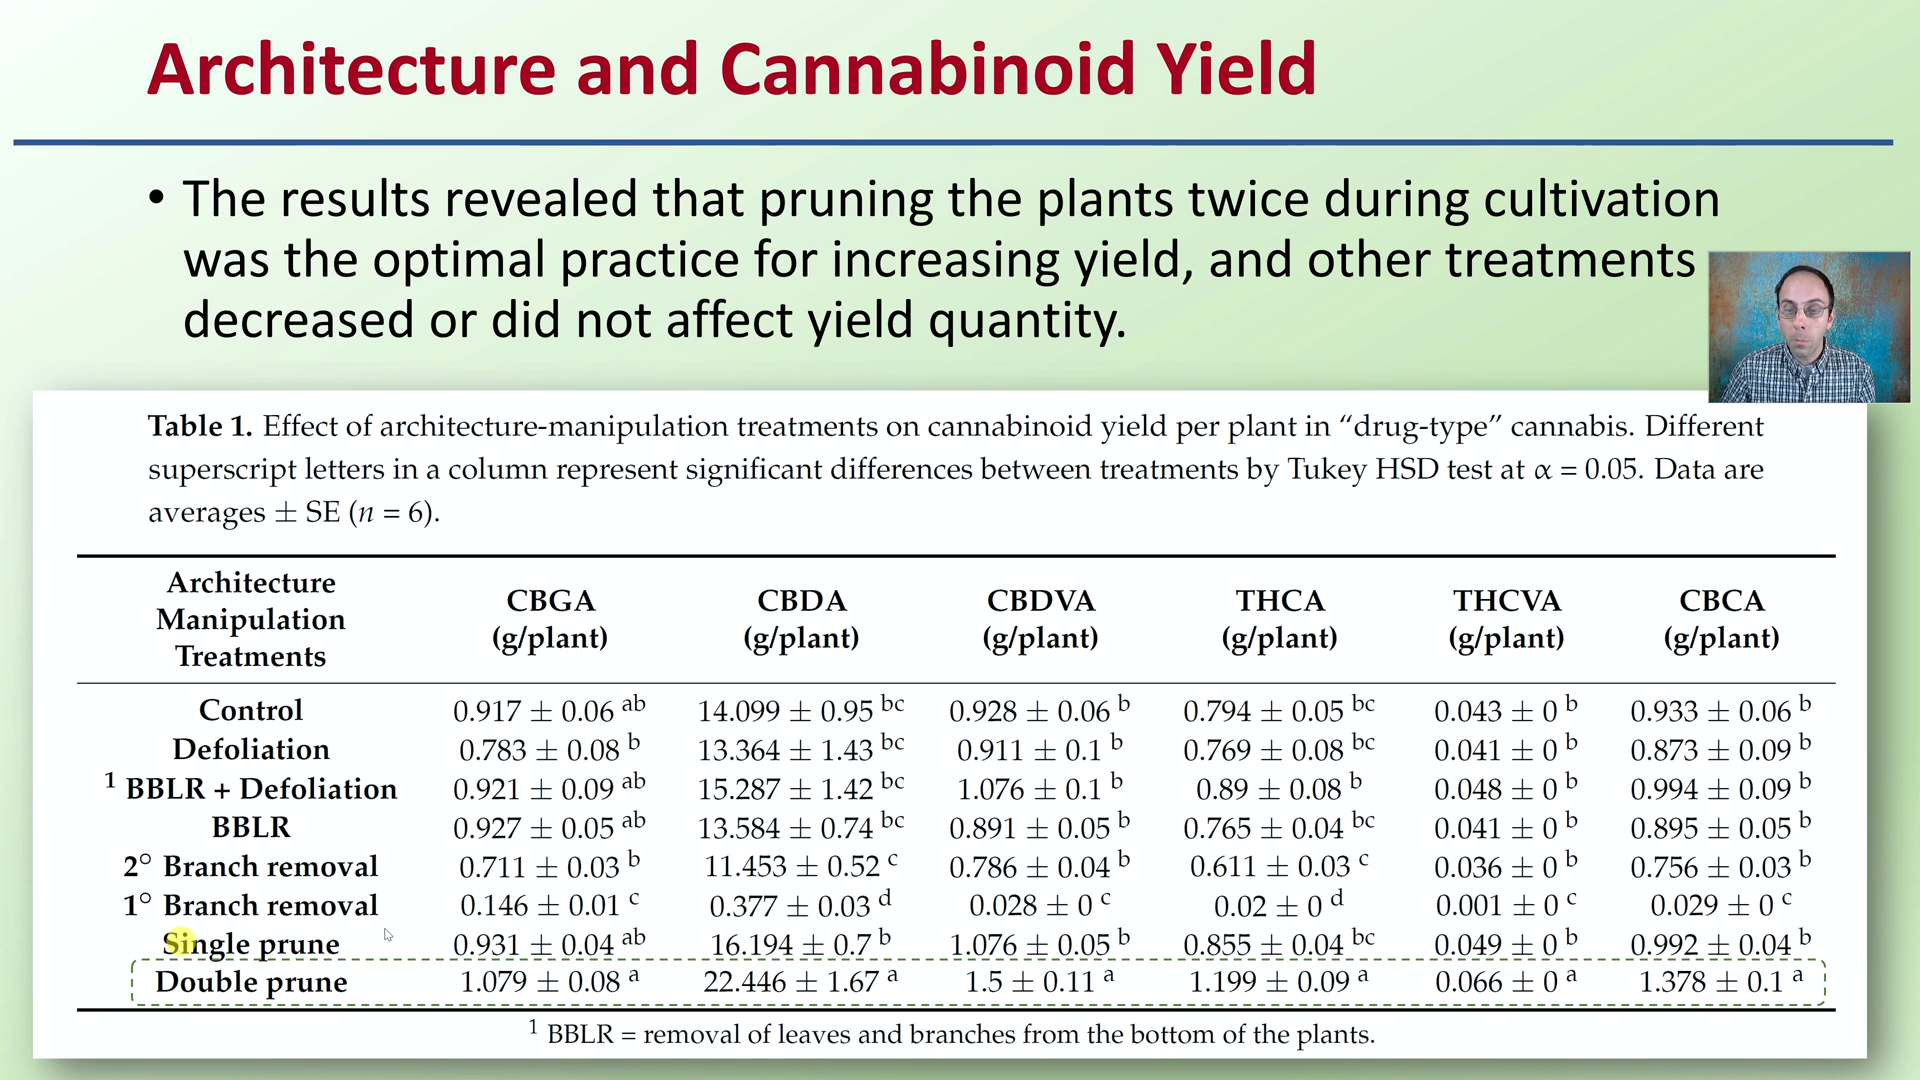 Architecture and Cannabinoid Yield
• The results revealed that pruning the plants twice during cultivation
was the optimal practice for increasing yield, and other treatments
decreased or did not affect yield quantity.
Table 1. Effect of architecture-manipulation treatments on cannabinoid yield per plant in “drug-type” cannabis. Different
superscript letters in a column represent significant differences between treatments by Tukey HSD test at α = 0.05. Data are
averages ± SE (n = 6).
Architecture Manipulation Treatments CBGA (g/plant) CBDA (g/plant) CBDVA (g/plant) THCA (g/plant) THCVA (g/plant) CBCA (g/plant)
Control 0.917 ± 0.06 ab 14.099 ± 0.95 bc 0.928 ± 0.06 b 0.794 ± 0.05 bc 0.043 ± 0 b 0.933 ± 0.06 b
Defoliation 0.783 ± 0.08 b 13.364 ± 1.43 bc 0.911 ± 0.1 b 0.769 ± 0.08 bc 0.041 ± 0 b 0.873 ± 0.09 b
1 BBLR + Defoliation 0.921 ± 0.09 ab 15.287 ± 1.42 bc 1.076 ± 0.1 b 0.89 ± 0.08 b 0.048 ± 0 b 0.994 ± 0.09 b
BBLR 0.927 ± 0.05 ab 13.584 ± 0.74 bc 0.891 ± 0.05 b 0.765 ± 0.04 bc 0.041 ± 0 b 0.895 ± 0.05 b
2° Branch removal 0.711 ± 0.03 b 11.453 ± 0.52 c 0.786 ± 0.04 b 0.611 ± 0.03 c 0.036 ± 0 b 0.756 ± 0.03 b
1° Branch removal 0.146 ± 0.01 c 0.377 ± 0.03 d 0.028 ± 0 c 0.02 ± 0 d 0.001 ± 0 c 0.029 ± 0 c
Single prune 0.931 ± 0.04 ab 16.194 ± 0.7 b 1.076 ± 0.05 b 0.855 ± 0.04 bc 0.049 ± 0 b 0.992 ± 0.04 b
Double prune 1.079 ± 0.08 a 22.446 ± 1.67 a 1.5 ± 0.11 a 1.199 ± 0.09 a 0.066 ± 0 a 1.378 ± 0.1 a
1 BBLR = removal of leaves and branches from the bottom of the plants.